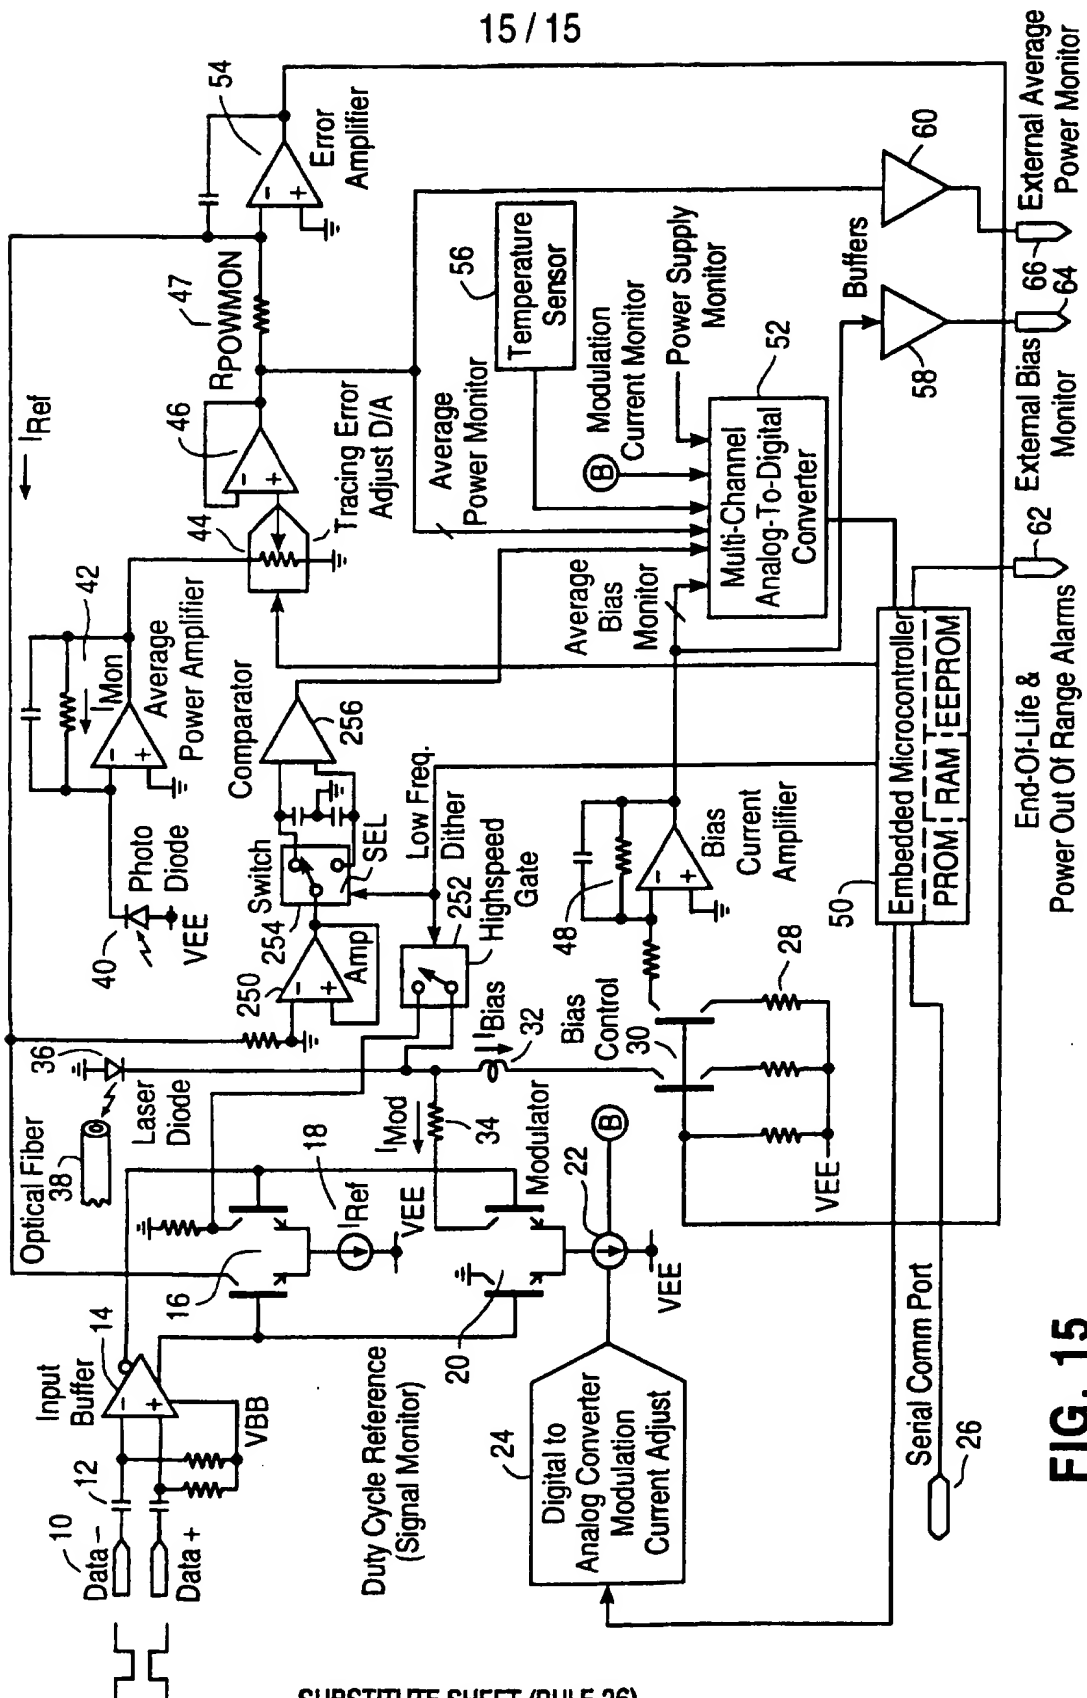 15 / 15
10
Data –
Data +
12
Input
Buffer
14
VBB
Duty Cycle Reference
(Signal Monitor)
16
18
IRef
VEE
Optical Fiber
38
36
Laser
Diode
IMod
34
20
Modulator
22
B
VEE
24
Digital to
Analog Converter
Modulation
Current Adjust
IBias
32
Bias
Control
30
28
VEE
40
Photo
Diode
VEE
42
IMon
Average
Power Amplifier
IRef
250
Amp
254
Switch
SEL
Comparator
256
252
Highspeed
Gate
Low Freq.
Dither
48
Bias
Current
Amplifier
44
46
Tracing Error
Adjust D/A
RPOWMON
47
54
Error
Amplifier
Average
Power Monitor
56
Temperature
Sensor
B
Modulation
Current Monitor
Power Supply
Monitor
Average
Bias
Monitor
52
Multi-Channel
Analog-To-Digital
Converter
Buffers
58
60
50
Embedded Microcontroller
PROM
RAM
EEPROM
62
64
66
End-Of-Life &
Power Out Of Range Alarms
External Bias
Monitor
External Average
Power Monitor
Serial Comm Port
26
FIG. 15
SUBSTITUTE SHEET (RULE 26)